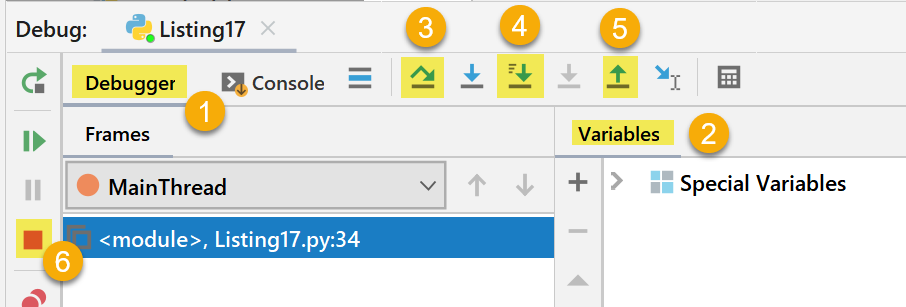 Debug: Listing17
3 4 5
Debugger Console
1
Frames Variables 2
MainThread Special Variables
<module>, Listing17.py:34
6